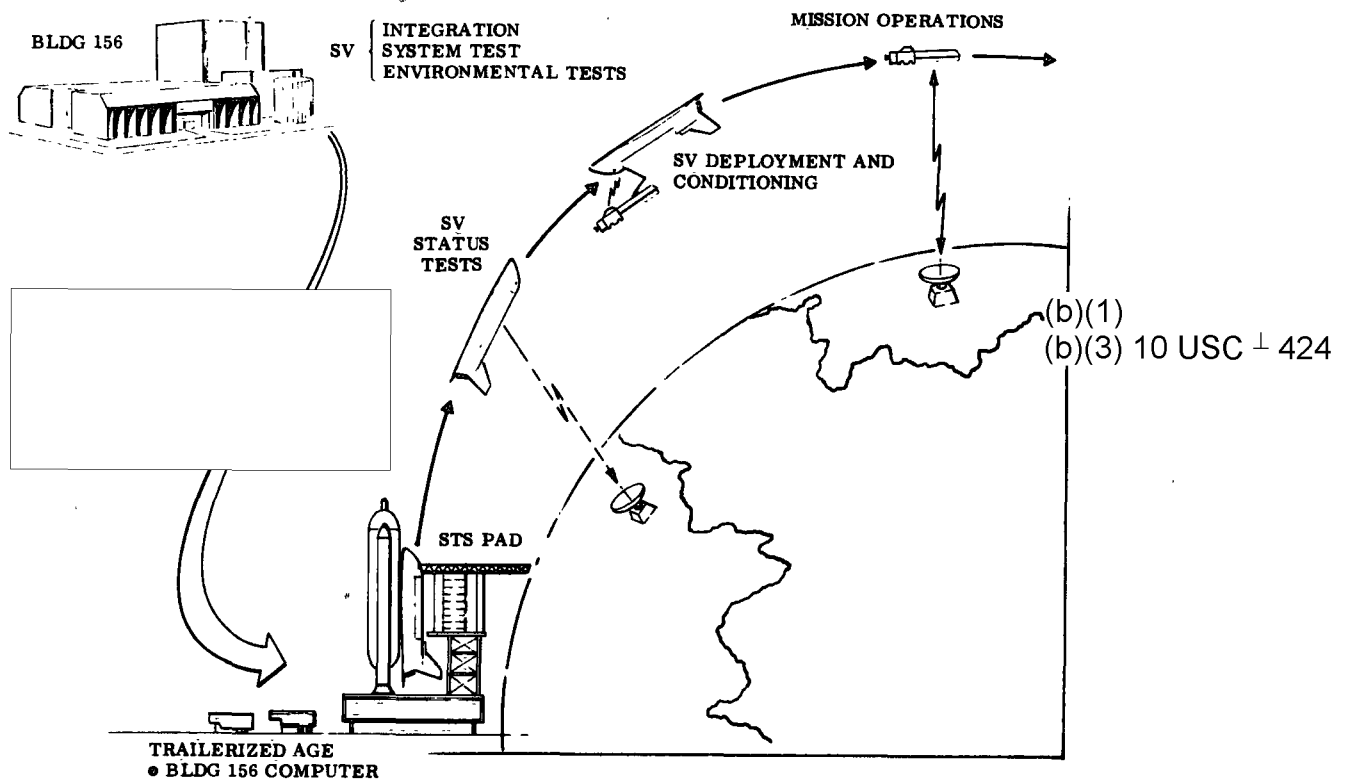 BLDG 156
SV
INTEGRATION
SYSTEM TEST
ENVIRONMENTAL TESTS
MISSION OPERATIONS
SV DEPLOYMENT AND
CONDITIONING
SV
STATUS
TESTS
(b)(1)
(b)(3) 10 USC ⊥ 424
STS PAD
TRAILERIZED AGE
• BLDG 156 COMPUTER